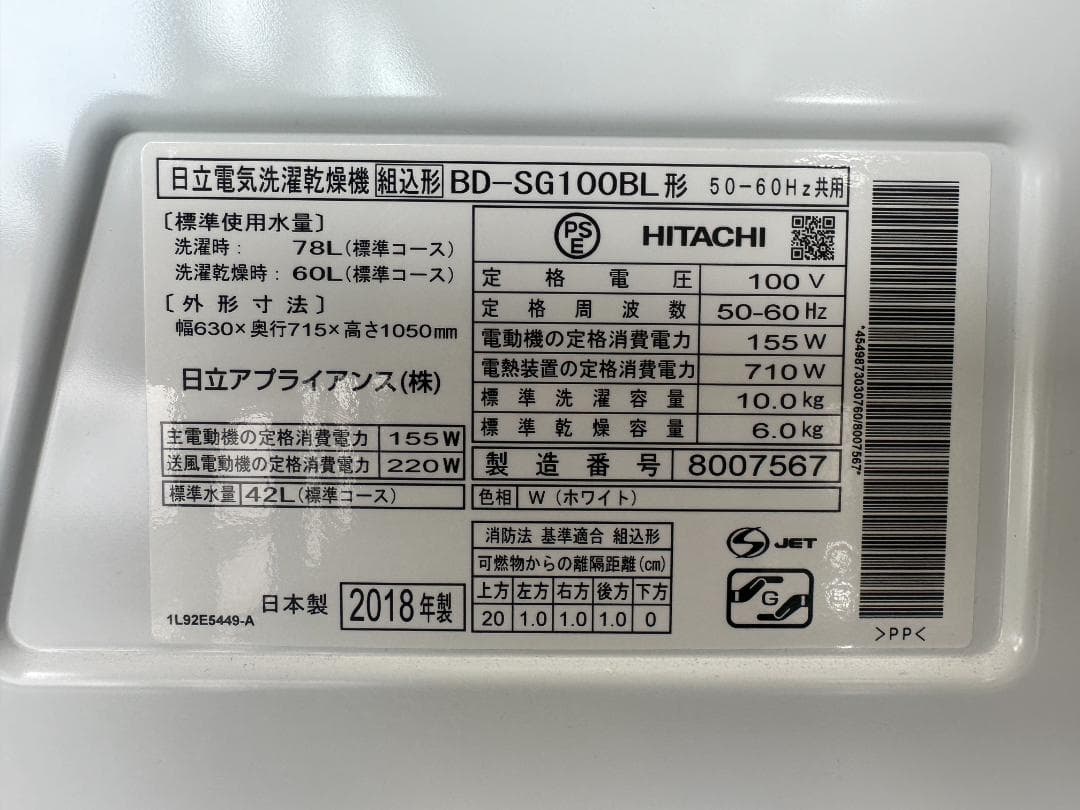 日立電気洗濯乾燥機 組込形 BD-SG100BL形 50-60Hz共用
〔標準使用水量〕
洗濯時： 78L(標準コース)
洗濯乾燥時：60L(標準コース)
〔外形寸法〕
幅630×奥行715×高さ1050mm
日立アプライアンス(株)
主電動機の定格消費電力 155W
送風電動機の定格消費電力 220W
標準水量 42L(標準コース)
日本製 2018年製
1L92E5449-A
PSE HITACHI
定格電圧 100V
定格周波数 50-60Hz
電動機の定格消費電力 155W
電熱装置の定格消費電力 710W
標準洗濯容量 10.0kg
標準乾燥容量 6.0kg
製造番号 8007567
色相 W（ホワイト）
消防法 基準適合 組込形
可燃物からの離隔距離(cm)
上方 左方 右方 後方 下方
20 1.0 1.0 1.0 0
S JET
G
*4549873030760/8007567*
>PP<